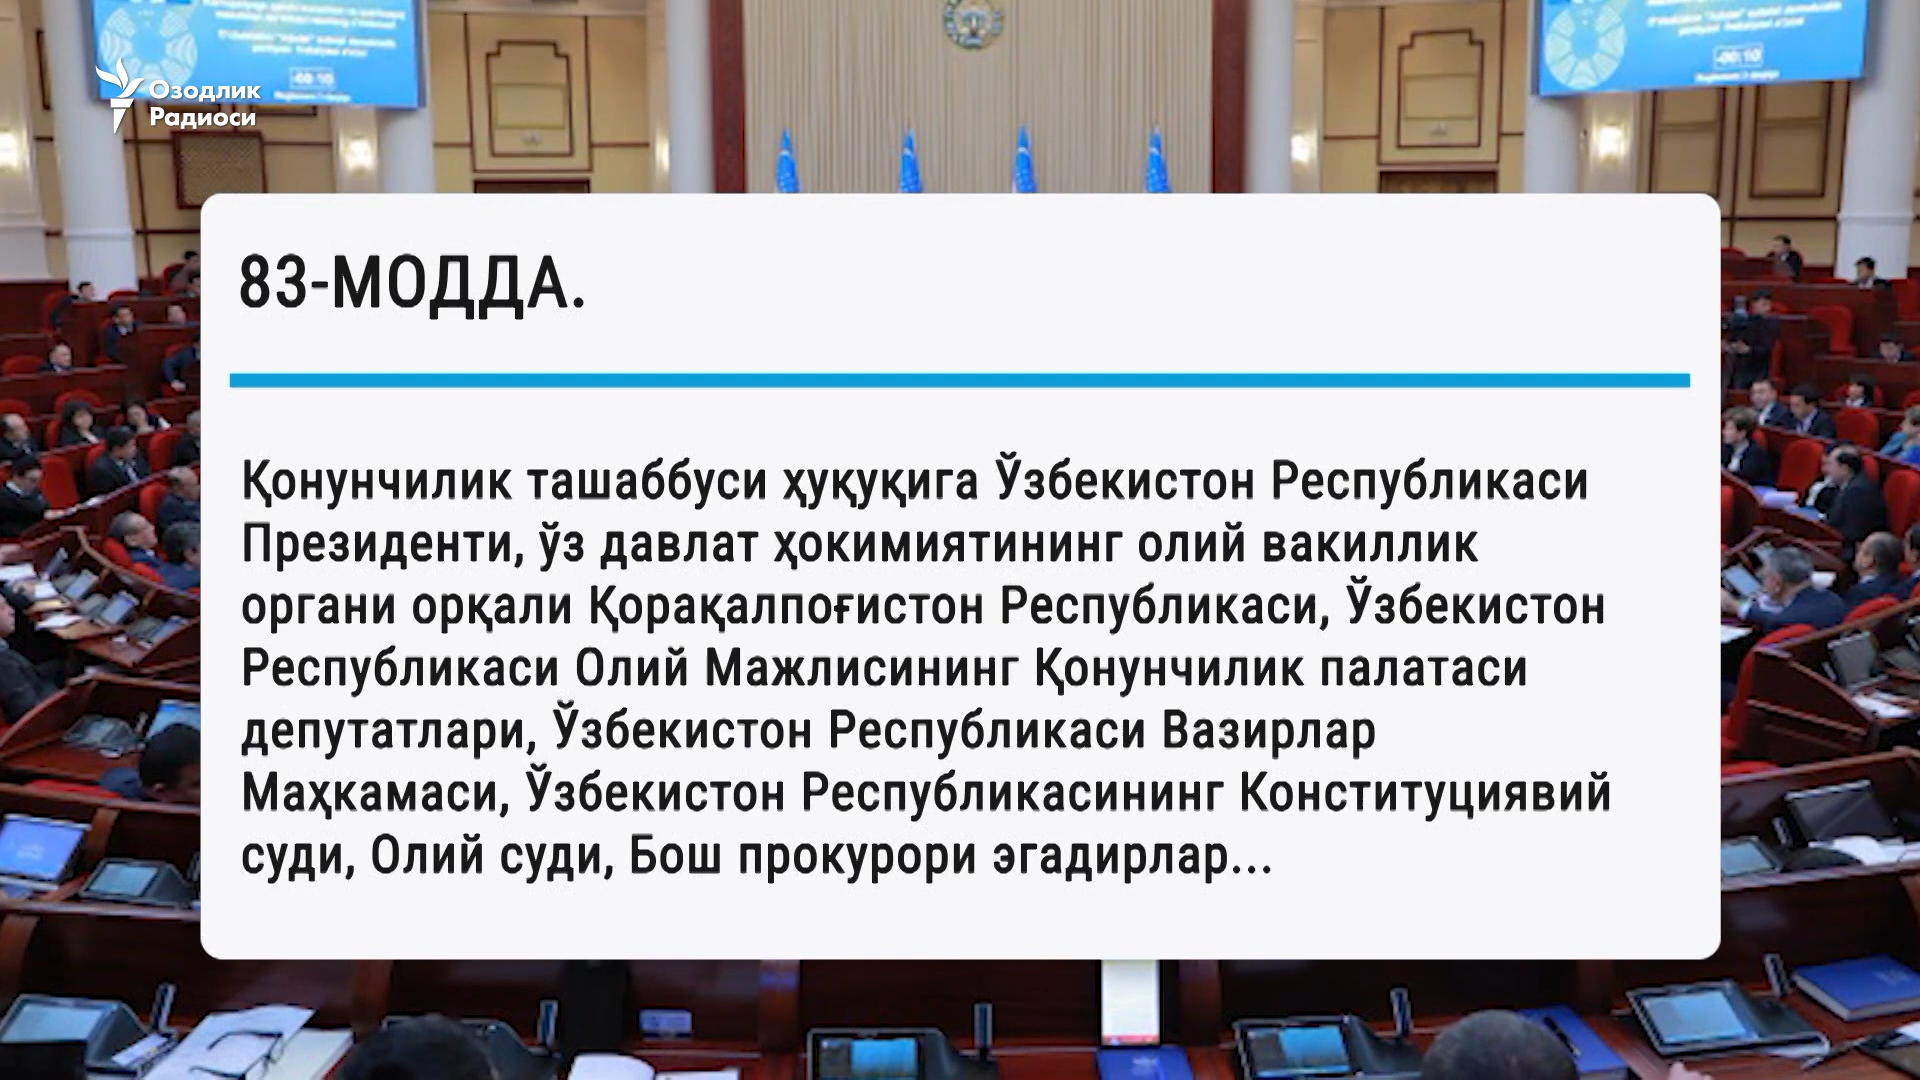 Озодлик
Радиоси
83-МОДДА.
Қонунчилик ташаббуси ҳуқуқига Ўзбекистон Республикаси
Президенти, ўз давлат ҳокимиятининг олий вакиллик
органи орқали Қорақалпоғистон Республикаси, Ўзбекистон
Республикаси Олий Мажлисининг Қонунчилик палатаси
депутатлари, Ўзбекистон Республикаси Вазирлар
Маҳкамаси, Ўзбекистон Республикасининг Конституциявий
суди, Олий суди, Бош прокурори эгадирлар...